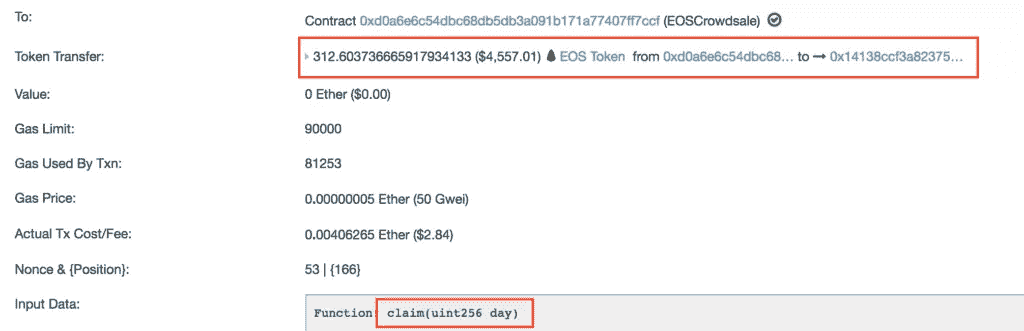 To: Contract 0xd0a6e6c54dbc68db5db3a091b171a77407ff7ccf (EOSCrowdsale)
Token Transfer: 312.603736665917934133 ($4,557.01) EOS Token from 0xd0a6e6c54dbc68... to → 0x14138ccf3a82375...
Value: 0 Ether ($0.00)
Gas Limit: 90000
Gas Used By Txn: 81253
Gas Price: 0.00000005 Ether (50 Gwei)
Actual Tx Cost/Fee: 0.00406265 Ether ($2.84)
Nonce & {Position}: 53 | {166}
Input Data: Function: claim(uint256 day)